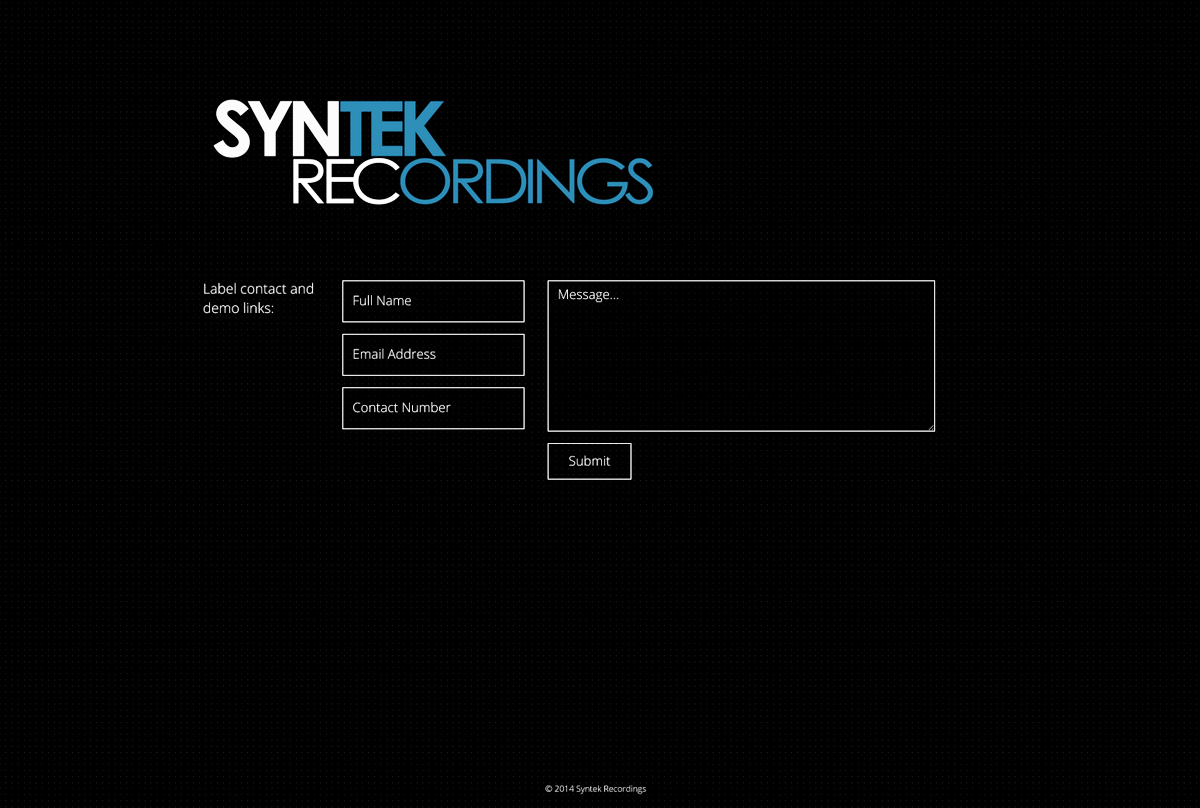 SYNTEK
RECORDINGS
Label contact and
demo links:
Full Name
Email Address
Contact Number
Message...
Submit
© 2014 Syntek Recordings